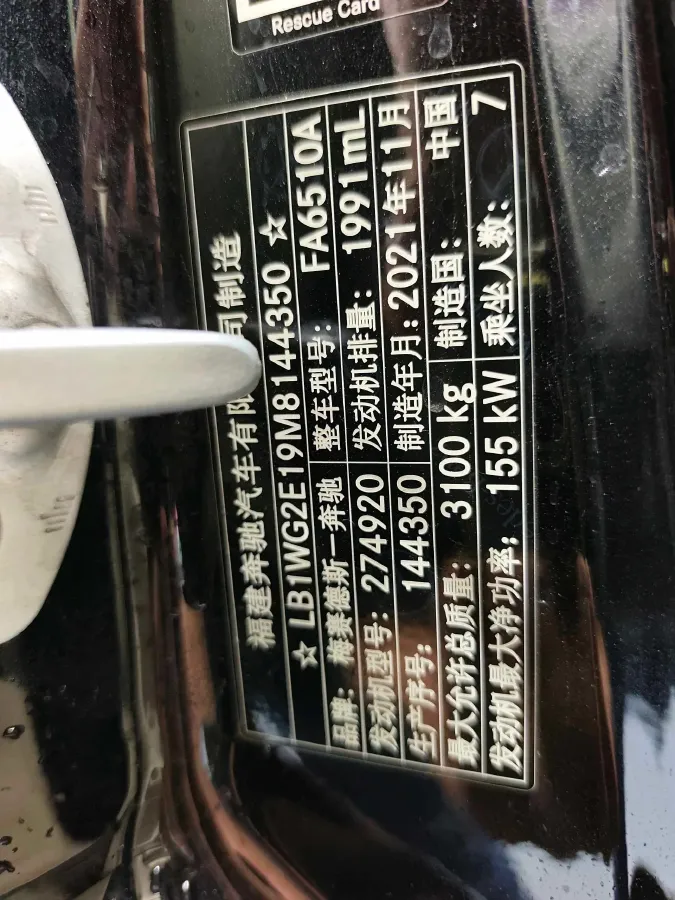 Rescue Card
福建奔驰汽车有限 司制造
☆ LB1WG2E19M8144350 ☆
品牌: 梅赛德斯一奔驰 整车型号: FA6510A
发动机型号: 274920 发动机排量: 1991mL
生产序号: 144350 制造年月: 2021年11月
最大允许总质量: 3100 kg 制造国: 中国
发动机最大净功率: 155 kW 乘坐人数: 7